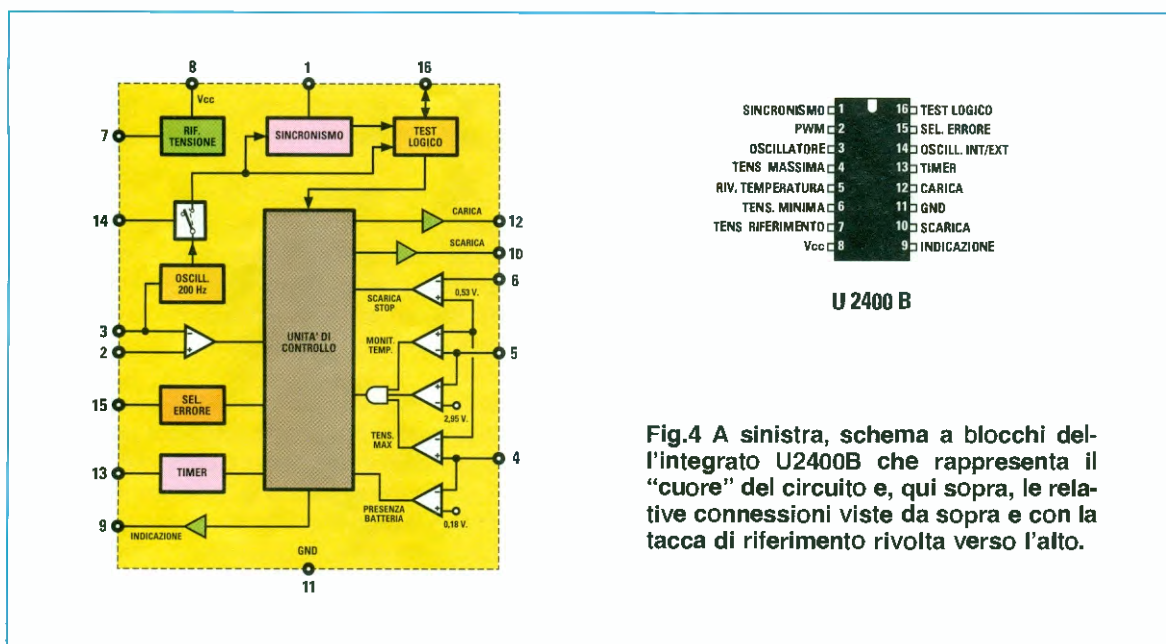 8
1
16
Vcc
7
RIF.
TENSIONE
SINCRONISMO
TEST
LOGICO
14
CARICA
12
SCARICA
10
OSCILL.
200 Hz
6
0,53 V.
SCARICA
STOP
3
2
UNITA' DI
CONTROLLO
MONIT.
TEMP.
5
15
SEL.
ERRORE
2,95 V.
TENS.
MAX
13
TIMER
4
PRESENZA
BATTERIA
0,18 V.
9
INDICAZIONE
GND
11
SINCRONISMO 1 16 TEST LOGICO
PWM 2 15 SEL. ERRORE
OSCILLATORE 3 14 OSCILL. INT/EXT
TENS MASSIMA 4 13 TIMER
RIV. TEMPERATURA 5 12 CARICA
TENS. MINIMA 6 11 GND
TENS RIFERIMENTO 7 10 SCARICA
Vcc 8 9 INDICAZIONE
U 2400 B
Fig.4 A sinistra, schema a blocchi del-
l'integrato U2400B che rappresenta il
"cuore" del circuito e, qui sopra, le rela-
tive connessioni viste da sopra e con la
tacca di riferimento rivolta verso l'alto.